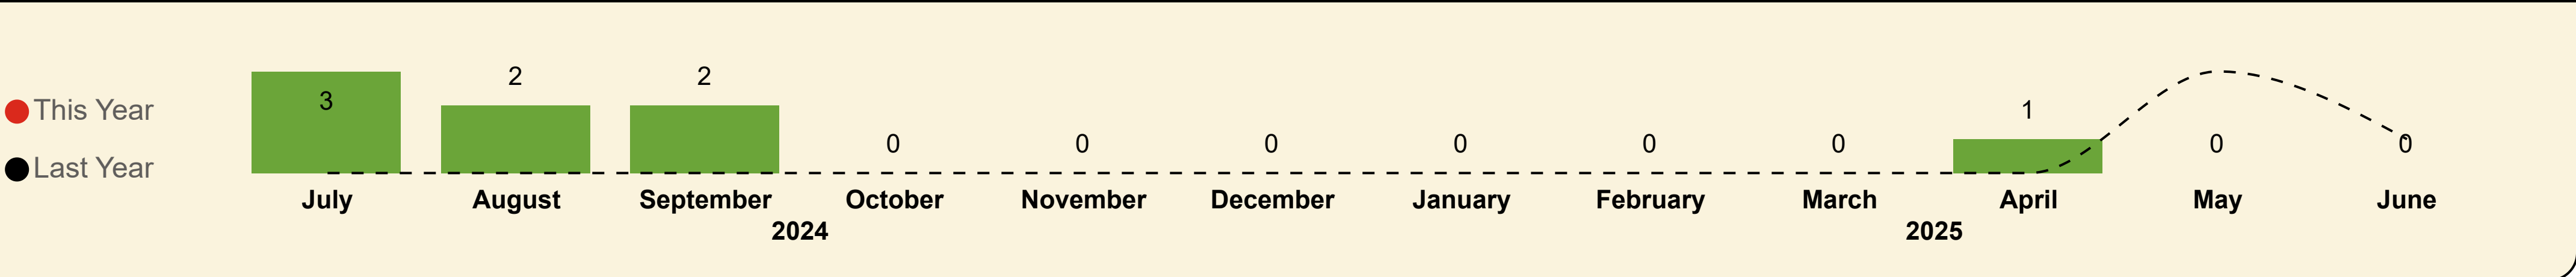 This Year
Last Year
3 2 2 0 0 0 0 0 0 1 0 0
July August September October November December January February March April May June
2024 2025